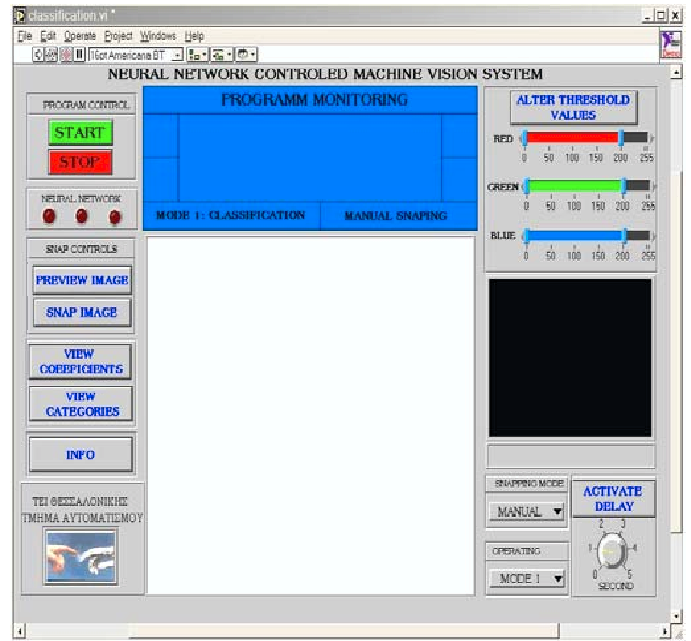 classification.vi *
File Edit Operate Project Windows Help
16pt Americana BT
NEURAL NETWORK CONTROLED MACHINE VISION SYSTEM
PROGRAM CONTROL
START
STOP
NEURAL NETWORK
SNAP CONTROLS
PREVIEW IMAGE
SNAP IMAGE
VIEW
COEFFICIENTS
VIEW
CATEGORIES
INFO
ΤΕΙ ΘΕΣΣΑΛΟΝΙΚΗΣ
ΤΜΗΜΑ ΑΥΤΟΜΑΤΙΣΜΟΥ
PROGRAMM MONITORING
MODE 1: CLASSIFICATION MANUAL SNAPING
ALTER THRESHOLD
VALUES
RED
0 50 100 150 200 255
GREEN
0 50 100 150 200 255
BLUE
0 50 100 150 200 255
SNAPPING MODE
MANUAL
OPERATING
MODE 1
ACTIVATE
DELAY
2 3
1 4
0 5
SECOND